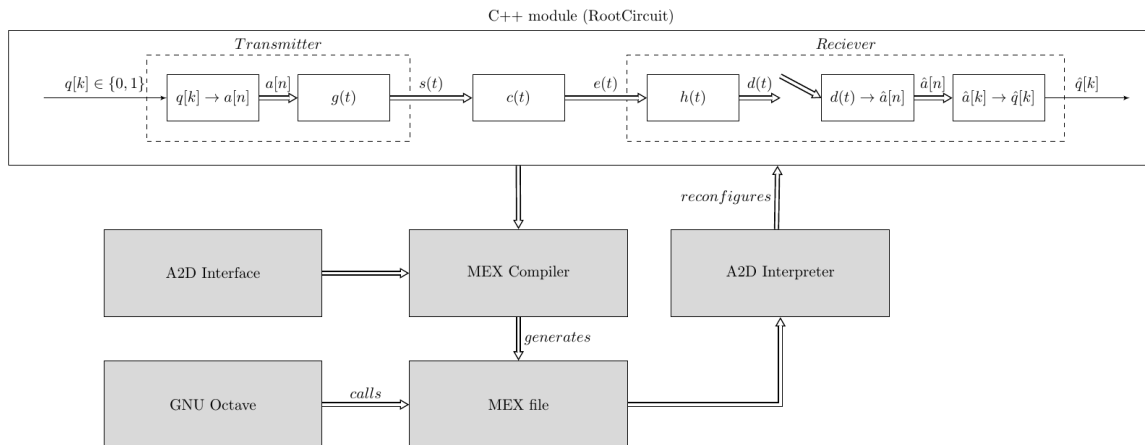 C++ module (RootCircuit)
Transmitter
Reciever
q[k] ∈ {0, 1}
q[k] → a[n]
a[n]
g(t)
s(t)
c(t)
e(t)
h(t)
d(t)
d(t) → â[n]
â[n]
â[k] → q̂[k]
q̂[k]
reconfigures
A2D Interface
MEX Compiler
A2D Interpreter
generates
GNU Octave
calls
MEX file